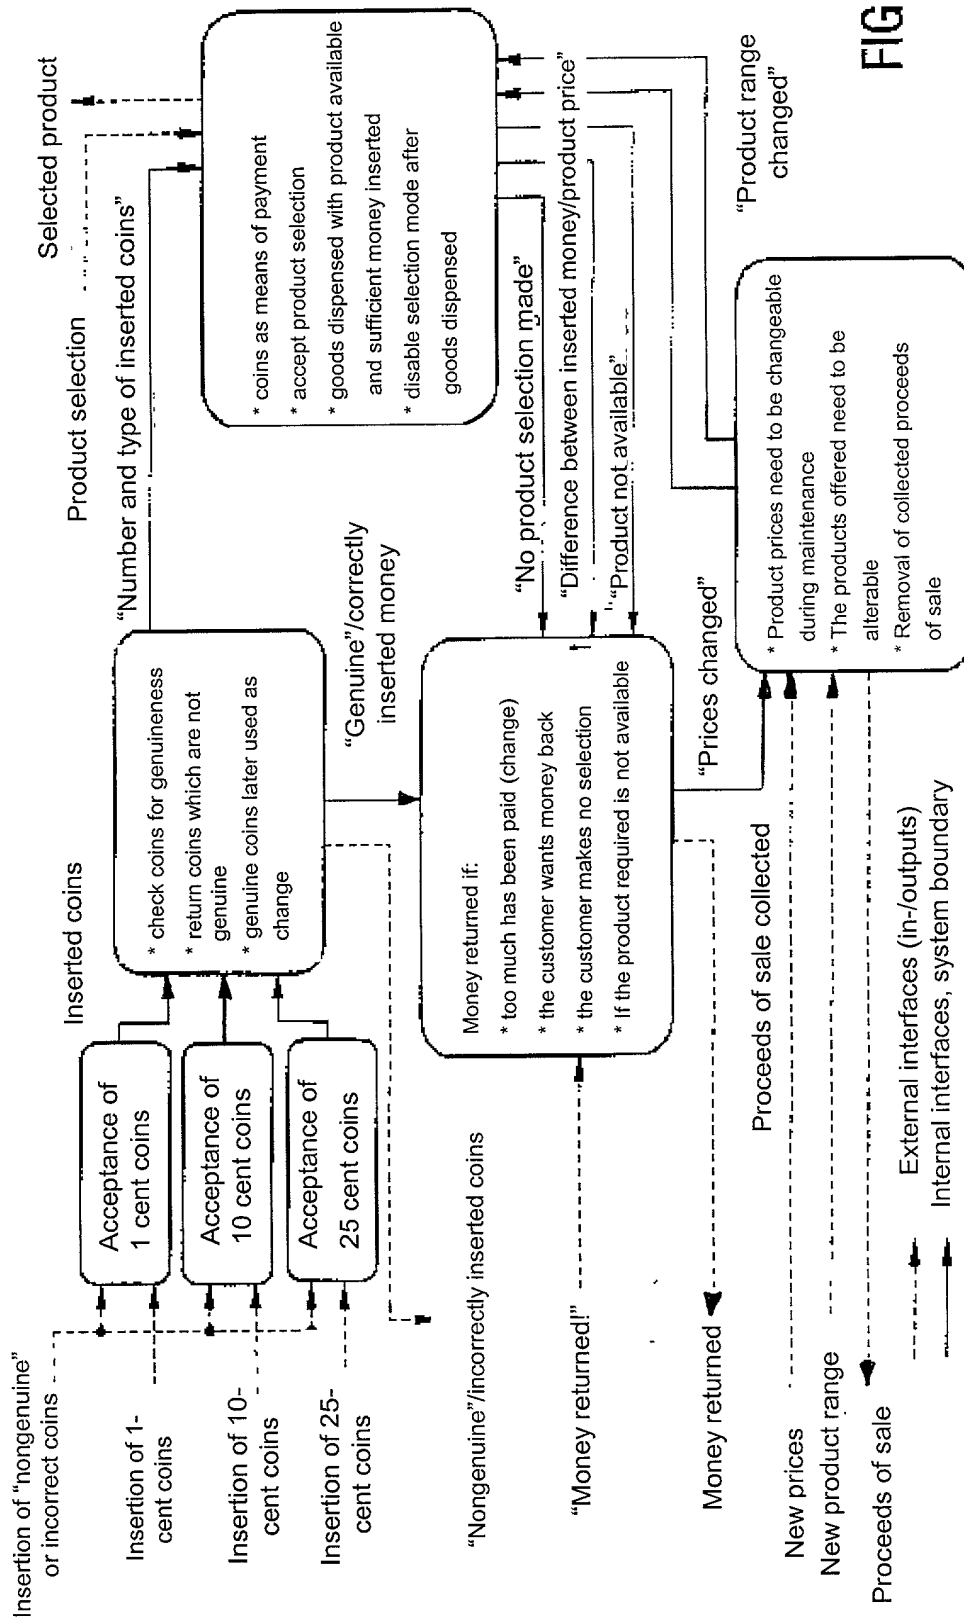 Insertion of "nongenuine"
or incorrect coins
Insertion of 1-
cent coins
Insertion of 10-
cent coins
Insertion of 25-
cent coins
Acceptance of
1 cent coins
Acceptance of
10 cent coins
Acceptance of
25 cent coins
Inserted coins
* check coins for genuineness
* return coins which are not
genuine
* genuine coins later used as
change
"Number and type of inserted coins"
Product selection
Selected product
* coins as means of payment
* accept product selection
* goods dispensed with product available
and sufficient money inserted
* disable selection mode after
goods dispensed
"Genuine"/correctly
inserted money
"Nongenuine"/incorrectly inserted coins
"Money returned!"
Money returned
Money returned if:
* too much has been paid (change)
* the customer wants money back
* the customer makes no selection
* If the product required is not available
"No product selection made"
"Difference between inserted money/product price"
"Product not available"
"Prices changed"
"Product range
changed"
Proceeds of sale collected
New prices
New product range
Proceeds of sale
* Product prices need to be changeable
during maintenance
* The products offered need to be
alterable
* Removal of collected proceeds
of sale
External interfaces (in-/outputs)
Internal interfaces, system boundary
FIG